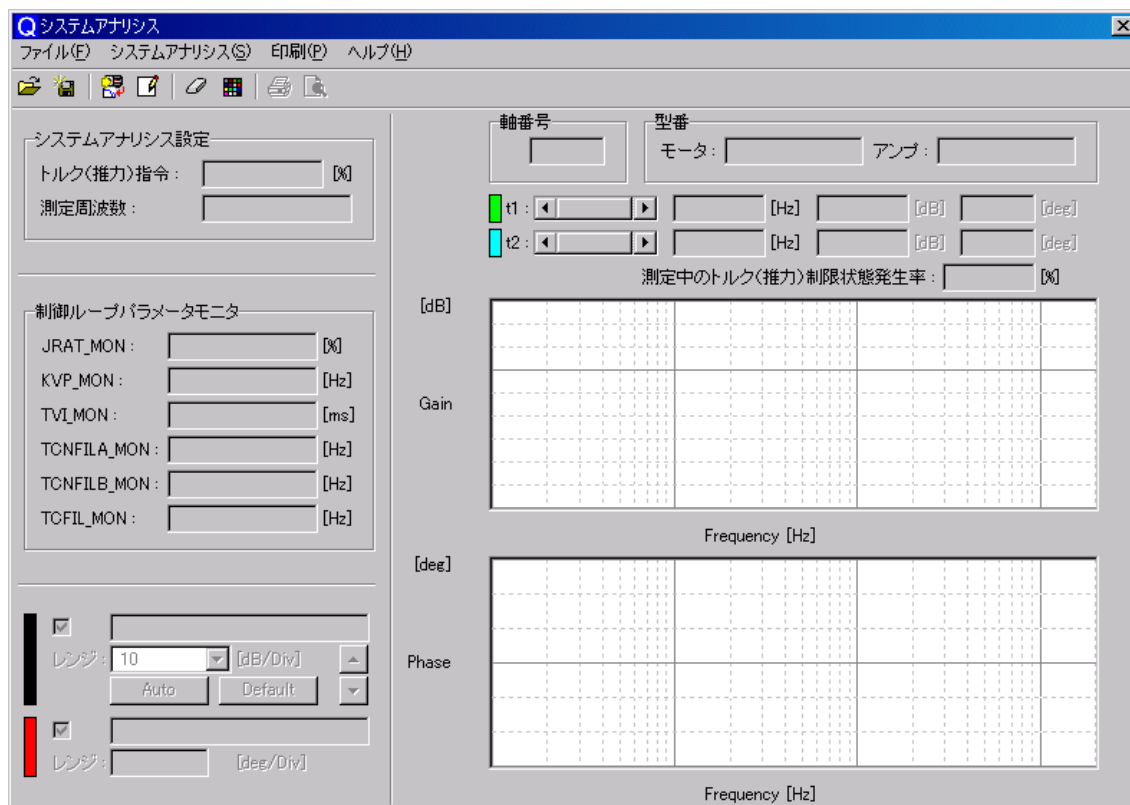 Q システムアナリシス
ファイル(F) システムアナリシス(S) 印刷(P) ヘルプ(H)
システムアナリシス設定
トルク(推力)指令 : [%]
測定周波数 :
制御ループパラメータモニタ
JRAT_MON : [%]
KVP_MON : [Hz]
TVI_MON : [ms]
TCNFILA_MON : [Hz]
TCNFILB_MON : [Hz]
TCFIL_MON : [Hz]
レンジ : 10 [dB/Div]
Auto Default
レンジ : [deg/Div]
軸番号
型番
モータ : アンプ :
t1 : [Hz] [dB] [deg]
t2 : [Hz] [dB] [deg]
測定中のトルク(推力)制限状態発生率 : [%]
[dB]
Gain
Frequency [Hz]
[deg]
Phase
Frequency [Hz]